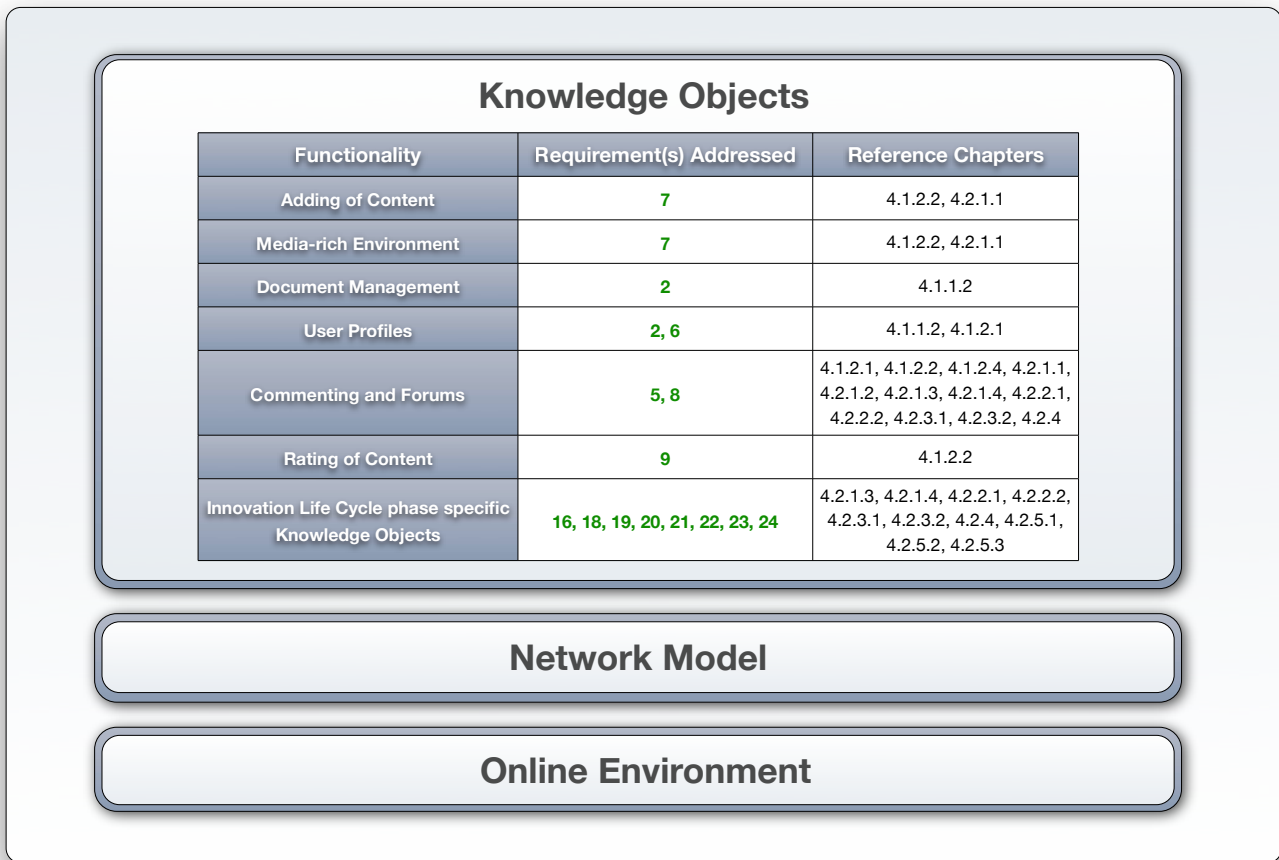 Knowledge Objects
Functionality Requirement(s) Addressed Reference Chapters
Adding of Content 7 4.1.2.2, 4.2.1.1
Media-rich Environment 7 4.1.2.2, 4.2.1.1
Document Management 2 4.1.1.2
User Profiles 2, 6 4.1.1.2, 4.1.2.1
Commenting and Forums 5, 8 4.1.2.1, 4.1.2.2, 4.1.2.4, 4.2.1.1,
4.2.1.2, 4.2.1.3, 4.2.1.4, 4.2.2.1,
4.2.2.2, 4.2.3.1, 4.2.3.2, 4.2.4
Rating of Content 9 4.1.2.2
Innovation Life Cycle phase specific
Knowledge Objects
16, 18, 19, 20, 21, 22, 23, 24
4.2.1.3, 4.2.1.4, 4.2.2.1, 4.2.2.2,
4.2.3.1, 4.2.3.2, 4.2.4, 4.2.5.1,
4.2.5.2, 4.2.5.3
Network Model
Online Environment